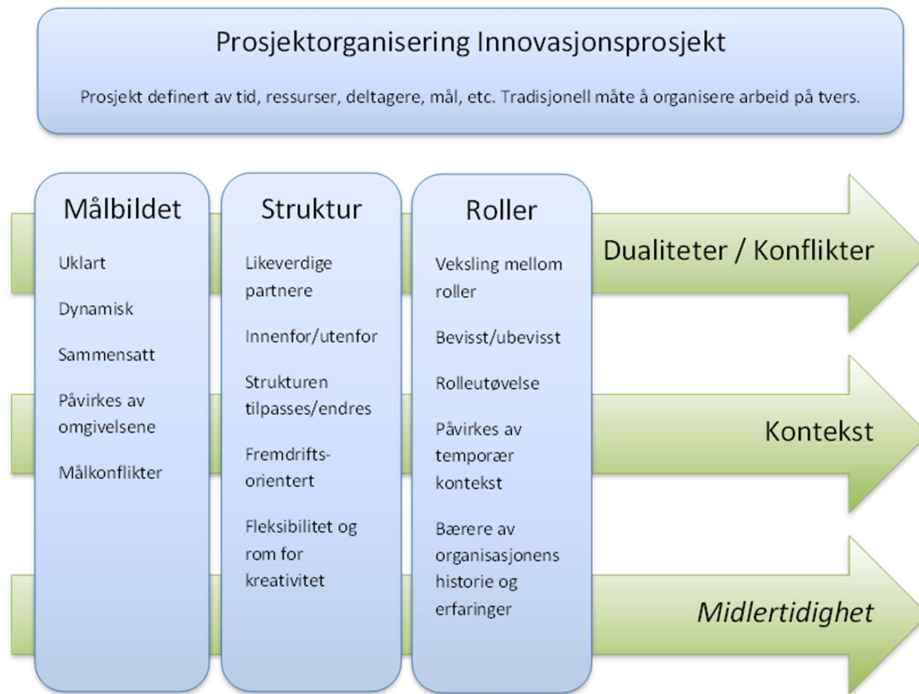 Prosjektorganisering Innovasjonsprosjekt
Prosjekt definert av tid, ressurser, deltagere, mål, etc. Tradisjonell måte å organisere arbeid på tvers.
Målbildet
Uklart
Dynamisk
Sammensatt
Påvirkes av
omgivelsene
Målkonflikter
Struktur
Likeverdige
partnere
Innenfor/utenfor
Strukturen
tilpasses/endres
Fremdrifts-
orientert
Fleksibilitet og
rom for
kreativitet
Roller
Veksling mellom
roller
Bevisst/ubevisst
Rolleutøvelse
Påvirkes av
temporær
kontekst
Bærere av
organisasjonens
historie og
erfaringer
Dualiteter / Konflikter
Kontekst
Midlertidighet